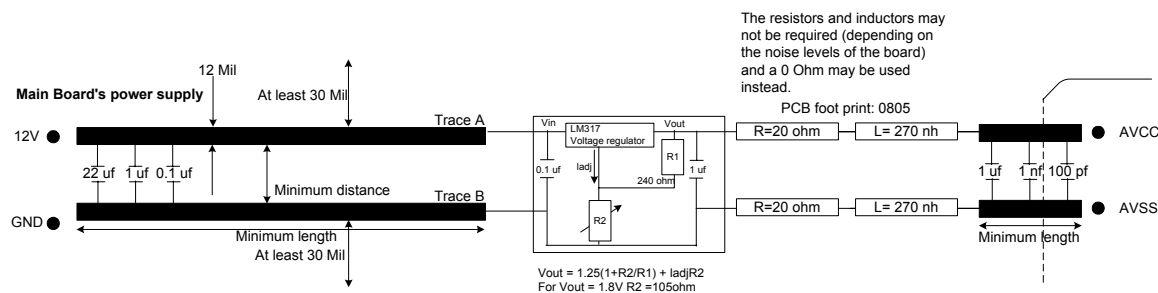 The resistors and inductors may
not be required (depending on
the noise levels of the board)
and a 0 Ohm may be used
instead.
PCB foot print: 0805
12 Mil
At least 30 Mil
Main Board's power supply
12V
Trace A
Vin
LM317
Voltage regulator
Vout
R=20 ohm
L= 270 nh
AVCC
22 uf
1 uf
0.1 uf
Minimum distance
0.1 uf
Iadj
R1
240 ohm
1 uf
1 uf
1 nf
100 pf
Trace B
R2
GND
R=20 ohm
L= 270 nh
AVSS
Minimum length
At least 30 Mil
Minimum length
Vout = 1.25(1+R2/R1) + IadjR2
For Vout = 1.8V R2 =105ohm